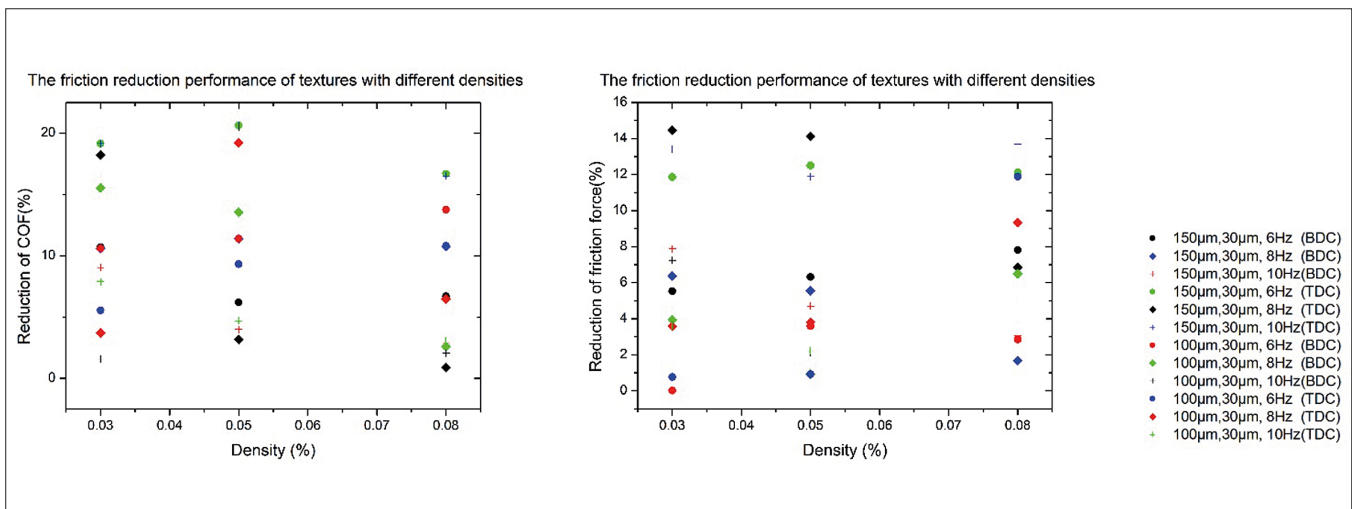 The friction reduction performance of textures with different densities
20
10
0
Reduction of COF(%)
0.03 0.04 0.05 0.06 0.07 0.07 0.08
Density (%)
The friction reduction performance of textures with different densities
16
14
12
10
8
6
4
2
0
Reduction of friction force(%)
0.03 0.04 0.05 0.06 0.07 0.07 0.08
Density (%)
150μm,30μm, 6Hz (BDC)
150μm,30μm, 8Hz (BDC)
150μm,30μm, 10Hz(BDC)
150μm,30μm, 6Hz (TDC)
150μm,30μm, 8Hz (TDC)
150μm,30μm, 10Hz(TDC)
100μm,30μm, 6Hz (BDC)
100μm,30μm, 8Hz (BDC)
100μm,30μm, 10Hz(BDC)
100μm,30μm, 6Hz (TDC)
100μm,30μm, 8Hz (TDC)
100μm,30μm, 10Hz(TDC)